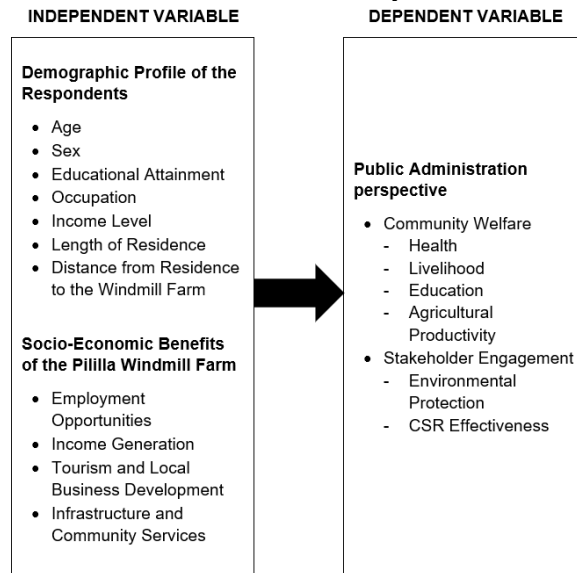 INDEPENDENT VARIABLE
Demographic Profile of the
Respondents
• Age
• Sex
• Educational Attainment
• Occupation
• Income Level
• Length of Residence
• Distance from Residence
to the Windmill Farm
Socio-Economic Benefits
of the Pililla Windmill Farm
• Employment
Opportunities
• Income Generation
• Tourism and Local
Business Development
• Infrastructure and
Community Services
DEPENDENT VARIABLE
Public Administration
perspective
• Community Welfare
- Health
- Livelihood
- Education
- Agricultural
Productivity
• Stakeholder Engagement
- Environmental
Protection
- CSR Effectiveness